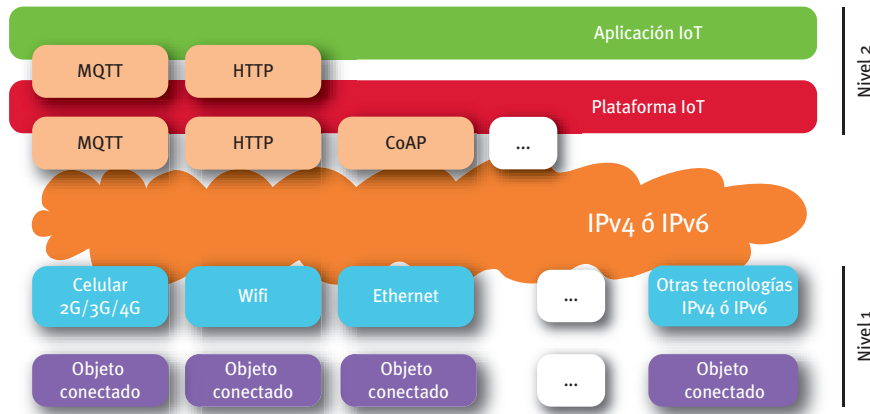 Aplicación IoT
MQTT
HTTP
Plataforma IoT
MQTT
HTTP
CoAP
...
Nivel 2
IPv4 ó IPv6
Celular
2G/3G/4G
Wifi
Ethernet
...
Otras tecnologías
IPv4 ó IPv6
Objeto
conectado
Objeto
conectado
Objeto
conectado
...
Objeto
conectado
Nivel 1